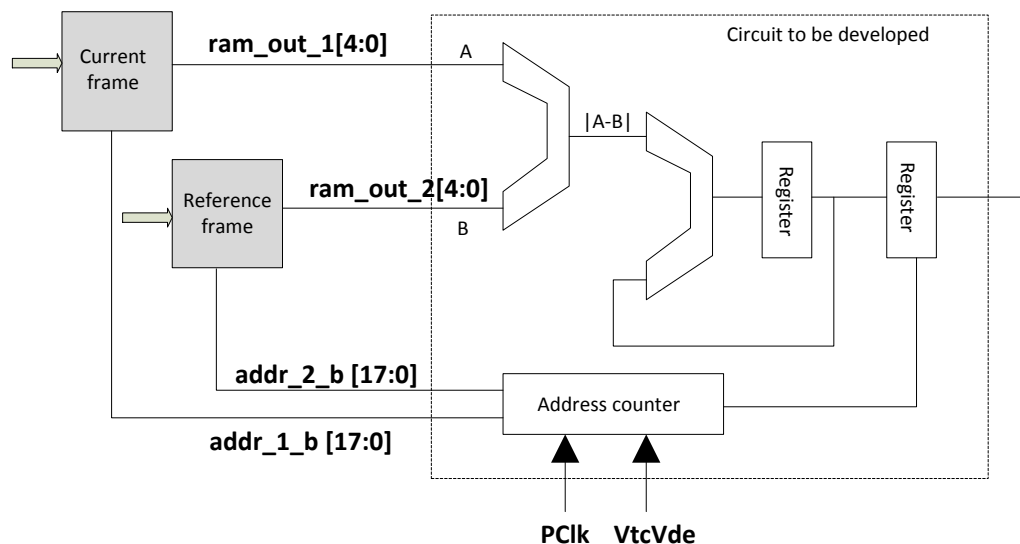 Circuit to be developed
Current
frame
ram_out_1[4:0]
A
|A-B|
Reference
frame
ram_out_2[4:0]
B
Register
Register
addr_2_b [17:0]
Address counter
addr_1_b [17:0]
PClk
VtcVde